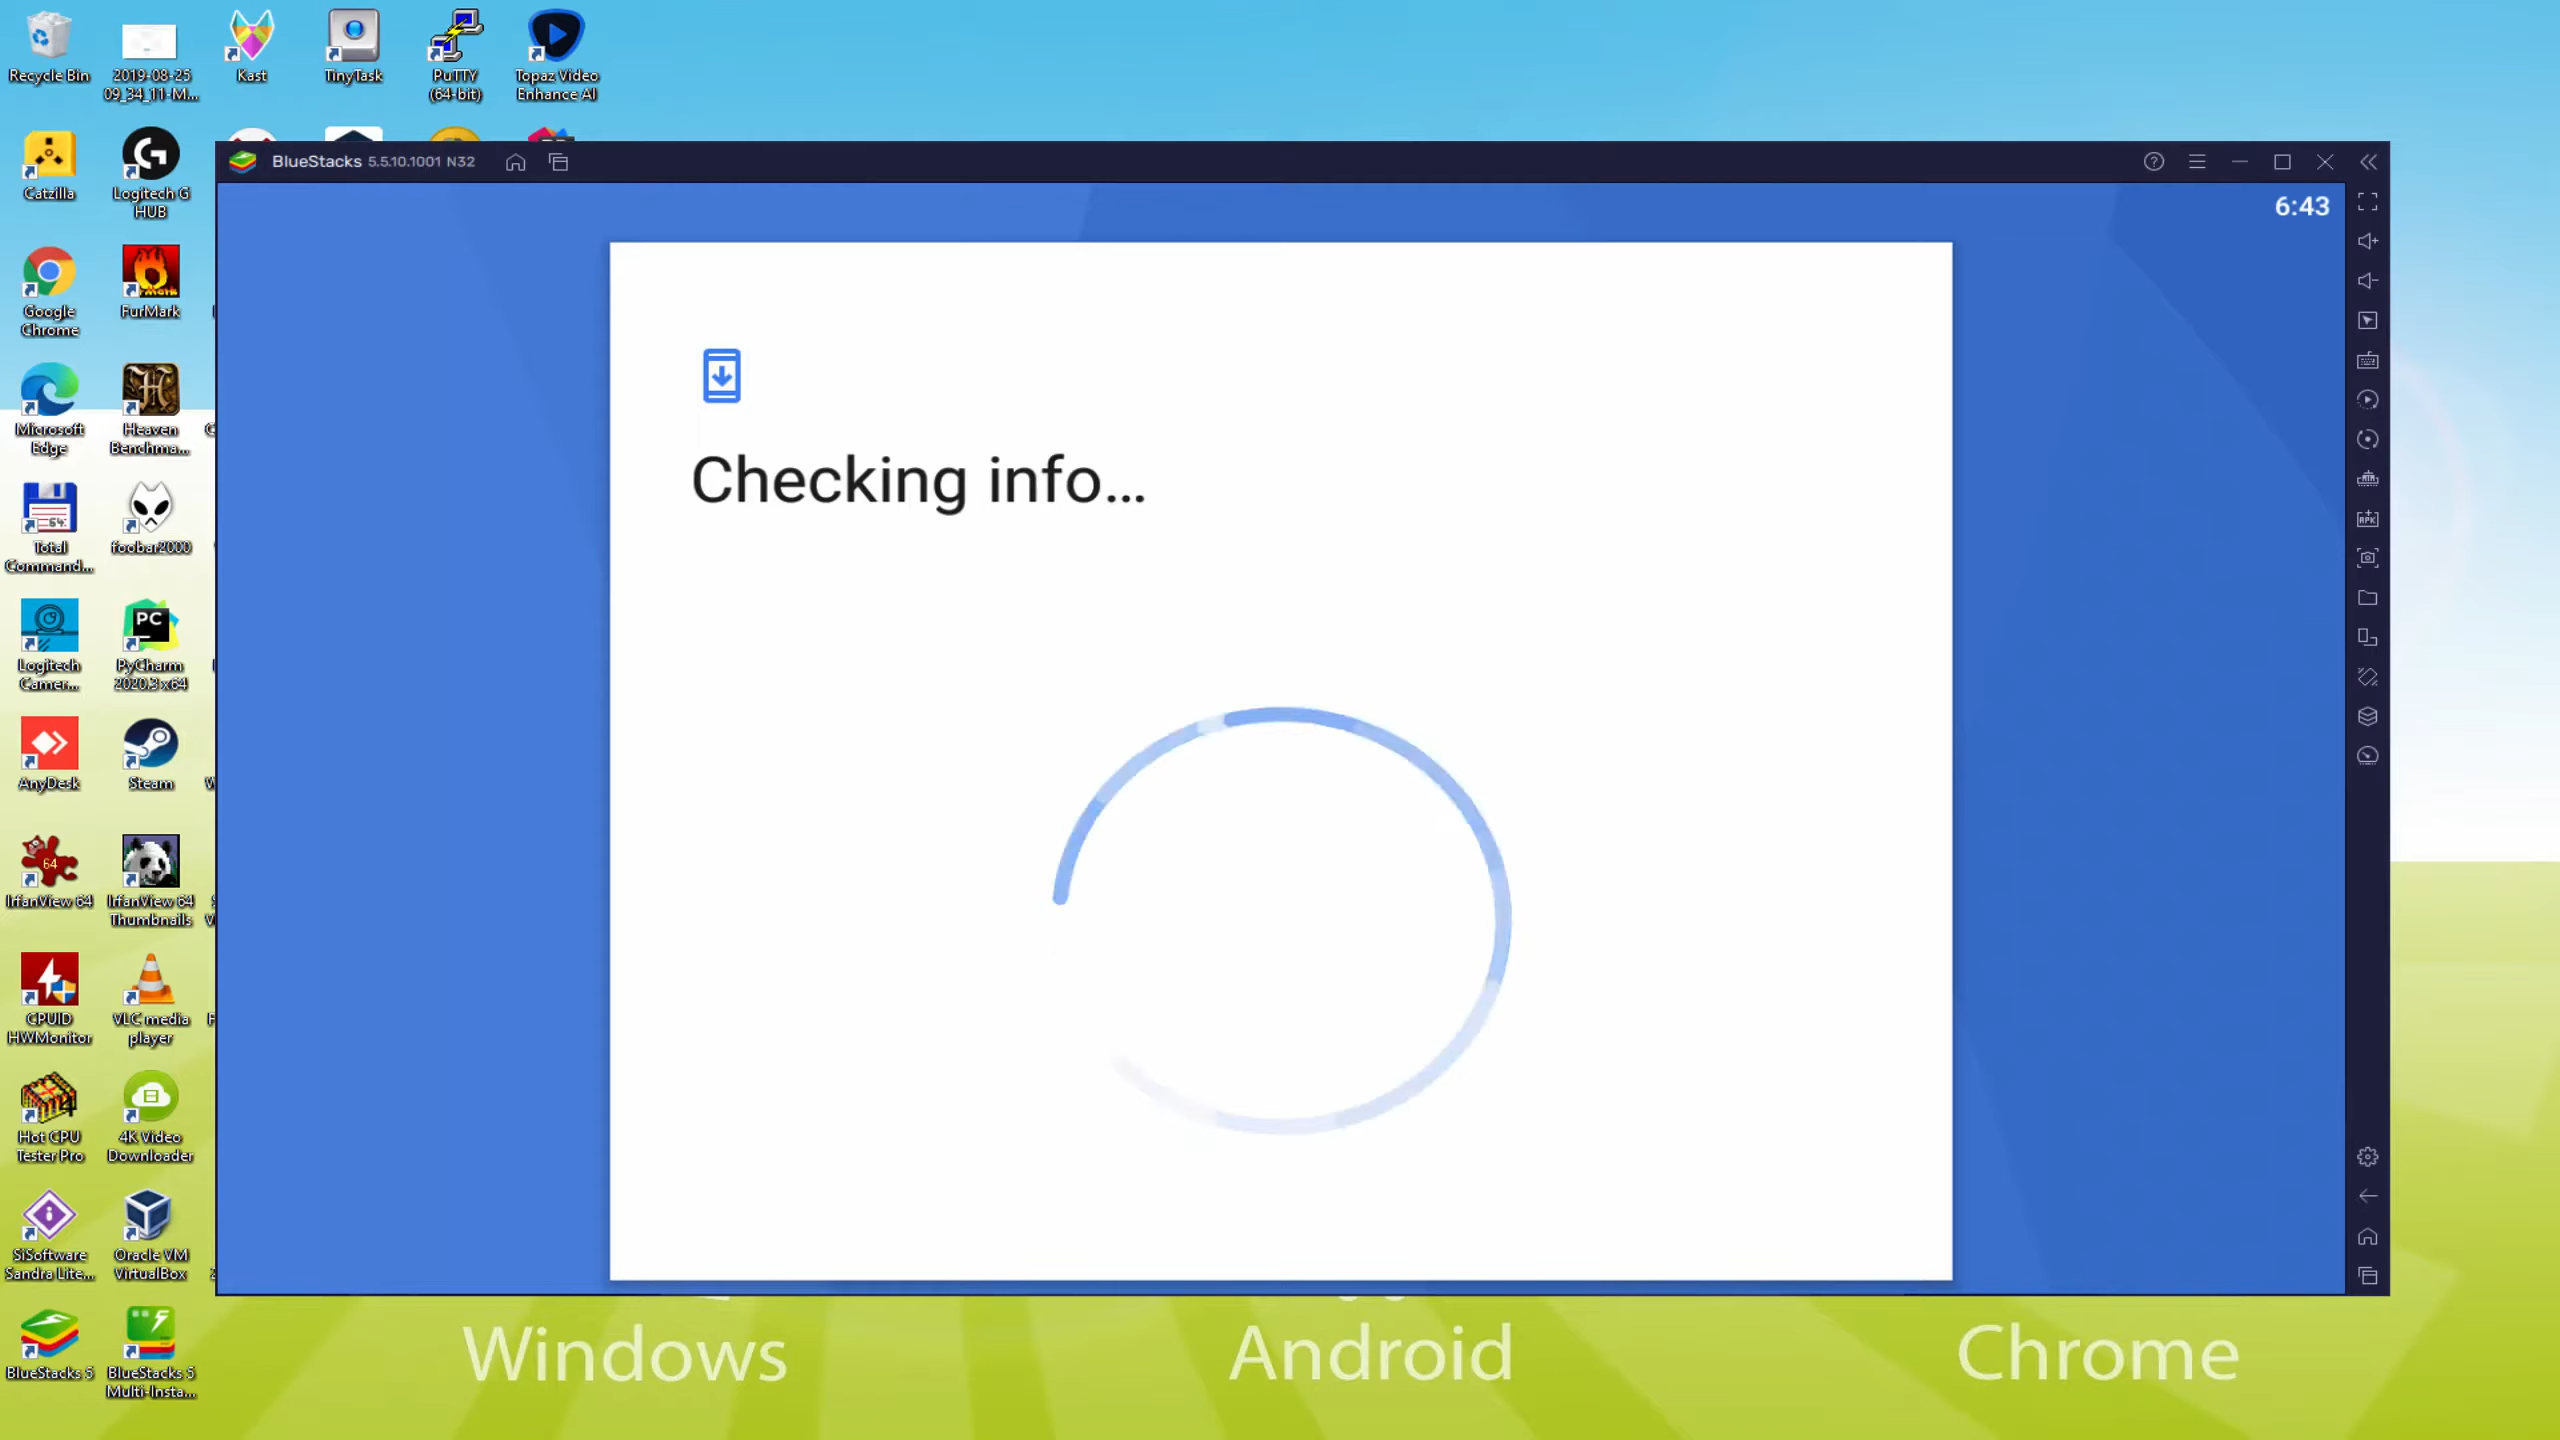 Recycle Bin
2019-08-25
09_34_11-M...
Kast
TinyTask
PuTTY
(64-bit)
Topaz Video
Enhance AI
Catzilla
Logitech G
HUB
BlueStacks 5.5.10.1001 N32
6:43
Google
Chrome
FurMark
Checking info...
Microsoft
Edge
Heaven
Benchma...
Total
Command...
foobar2000
Logitech
Camer...
PyCharm
2020.3 x64
AnyDesk
Steam
IrfanView 64
IrfanView 64
Thumbnails
CPUID
HWMonitor
VLC media
player
Hot CPU
Tester Pro
4K Video
Downloader
SiSoftware
Sandra Lite...
Oracle VM
VirtualBox
BlueStacks 5
BlueStacks 5
Multi-Insta...
Windows
Android
Chrome